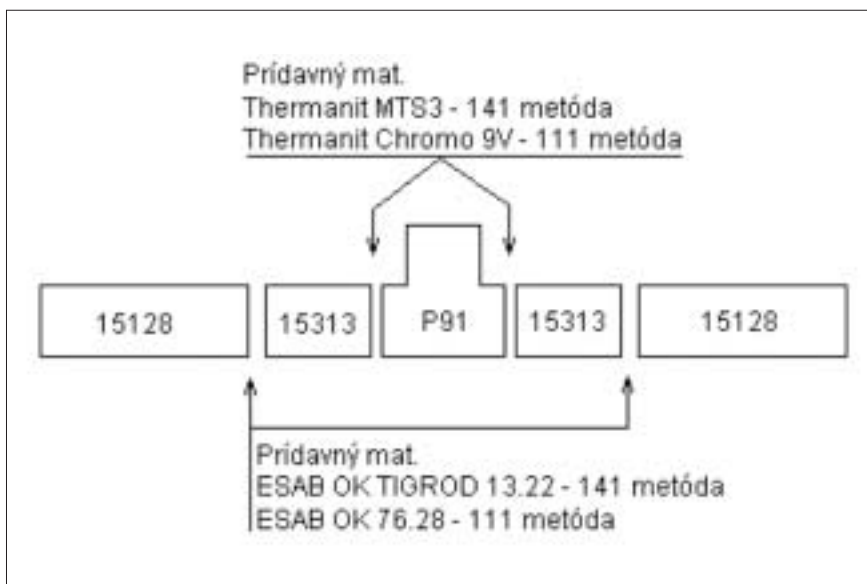 Prídavný mat.
Thermanit MTS3 - 141 metóda
Thermanit Chromo 9V - 111 metóda
15128 15313 P91 15313 15128
Prídavný mat.
ESAB OK TIGROD 13.22 - 141 metóda
ESAB OK 76.28 - 111 metóda